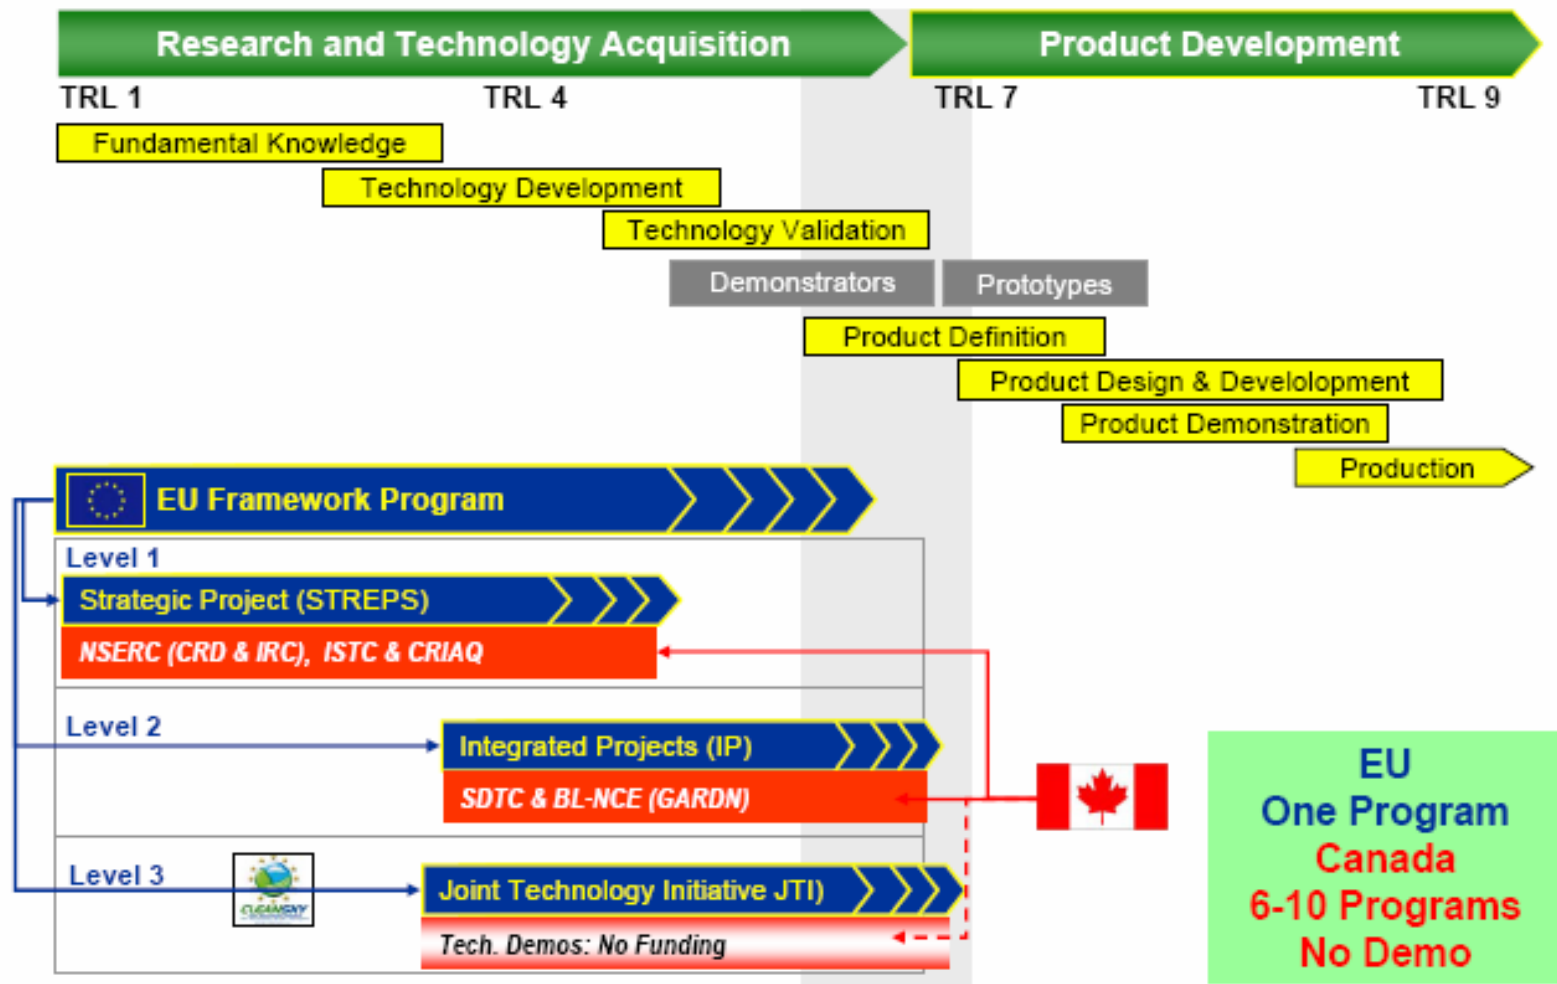 Research and Technology Acquisition
Product Development
TRL 1
TRL 4
TRL 7
TRL 9
Fundamental Knowledge
Technology Development
Technology Validation
Demonstrators
Prototypes
Product Definition
Product Design & Develolopment
Product Demonstration
Production
EU Framework Program
Level 1
Strategic Project (STREPS)
NSERC (CRD & IRC), ISTC & CRIAQ
Level 2
Integrated Projects (IP)
SDTC & BL-NCE (GARDN)
Level 3
CLEANSKY
Joint Technology Initiative JTI)
Tech. Demos: No Funding
EU
One Program
Canada
6-10 Programs
No Demo